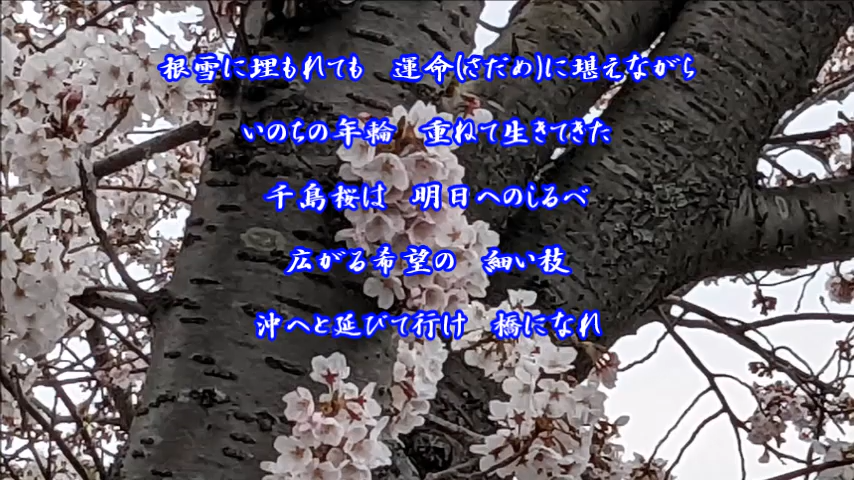 根雪に埋もれても　運命(さだめ)に堪えながら
いのちの年輪　重ねて生きてきた
千島桜は　明日へのしるべ
広がる希望の　細い枝
沖へと延びて行け　橋になれ